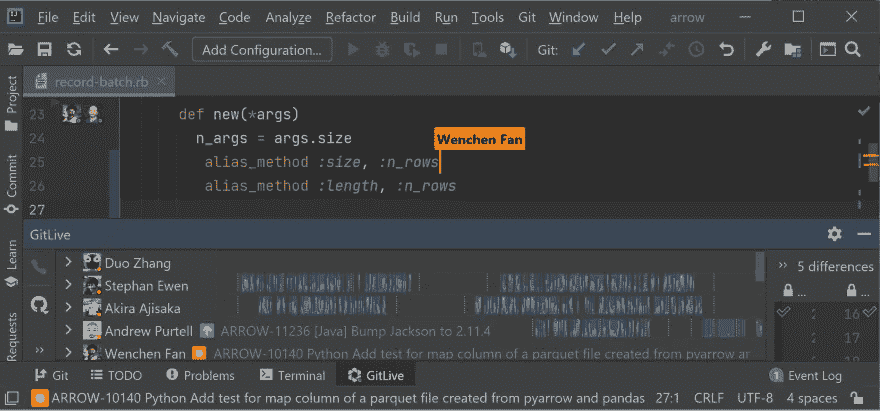 File Edit View Navigate Code Analyze Refactor Build Run Tools Git Window Help arrow
Add Configuration... Git:
Project
record-batch.rb
23 def new(*args)
24 n_args = args.size
Wenchen Fan
25 alias_method :size, :n_rows
26 alias_method :length, :n_rows
27
Commit
Learn
Requests
GitLive
Duo Zhang
Stephan Ewen
Akira Ajisaka
Andrew Purtell ARROW-11236 [Java] Bump Jackson to 2.11.4
Wenchen Fan ARROW-10140 Python Add test for map column of a parquet file created from pyarrow ar
5 differences
... ...
16
17
Git TODO Problems Terminal GitLive 1 Event Log
ARROW-10140 Python Add test for map column of a parquet file created from pyarrow and pandas 27:1 CRLF UTF-8 4 spaces